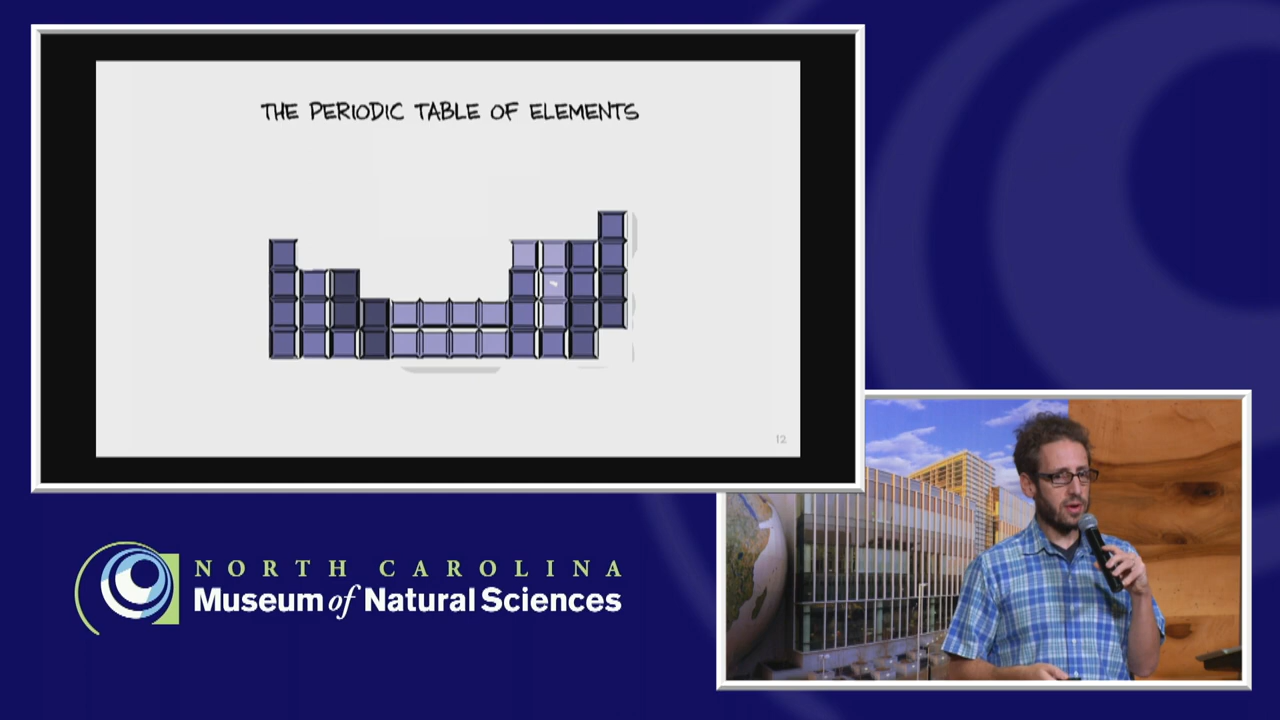 THE PERIODIC TABLE OF ELEMENTS
12
NORTH CAROLINA
Museum of Natural Sciences